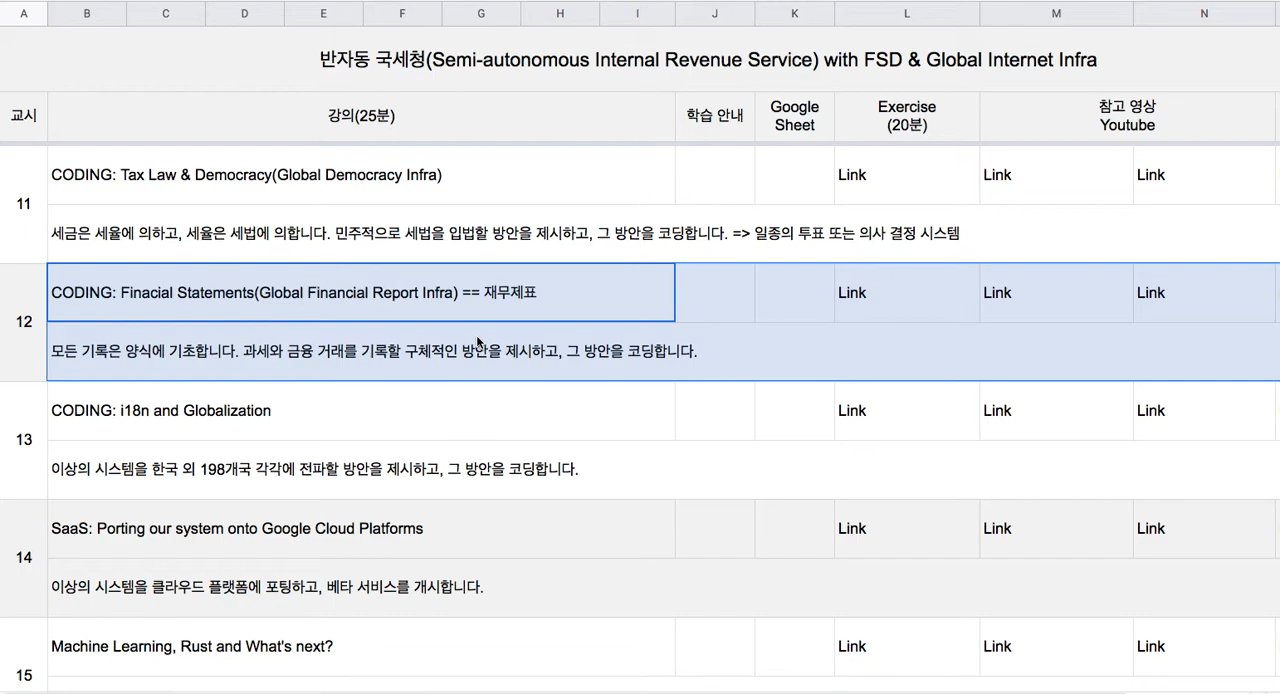 A B C D E F G H I J K L M N
반자동 국세청(Semi-autonomous Internal Revenue Service) with FSD & Global Internet Infra
교시 강의(25분) 학습 안내 Google Sheet Exercise (20분) 참고 영상 Youtube
11 CODING: Tax Law & Democracy(Global Democracy Infra) Link Link Link
세금은 세율에 의하고, 세율은 세법에 의합니다. 민주적으로 세법을 입법할 방안을 제시하고, 그 방안을 코딩합니다. => 일종의 투표 또는 의사 결정 시스템
12 CODING: Finacial Statements(Global Financial Report Infra) == 재무제표 Link Link Link
모든 기록은 양식에 기초합니다. 과세와 금융 거래를 기록할 구체적인 방안을 제시하고, 그 방안을 코딩합니다.
13 CODING: i18n and Globalization Link Link Link
이상의 시스템을 한국 외 198개국 각각에 전파할 방안을 제시하고, 그 방안을 코딩합니다.
14 SaaS: Porting our system onto Google Cloud Platforms Link Link Link
이상의 시스템을 클라우드 플랫폼에 포팅하고, 베타 서비스를 개시합니다.
15 Machine Learning, Rust and What's next? Link Link Link